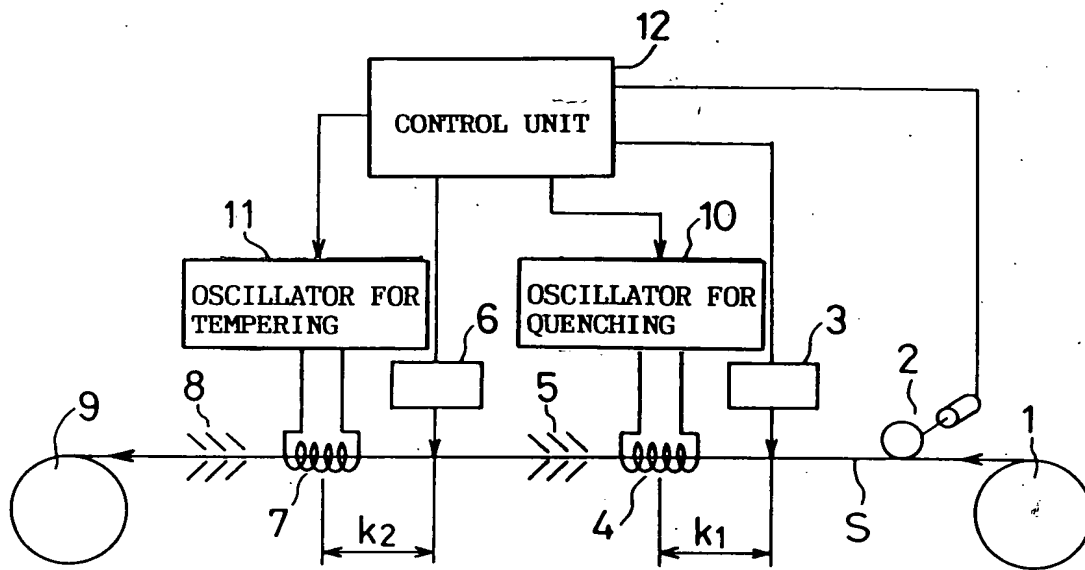 12
CONTROL UNIT
11
10
OSCILLATOR FOR
TEMPERING
OSCILLATOR FOR
QUENCHING
6
3
2
1
9
8
5
7
4
S
k2
k1